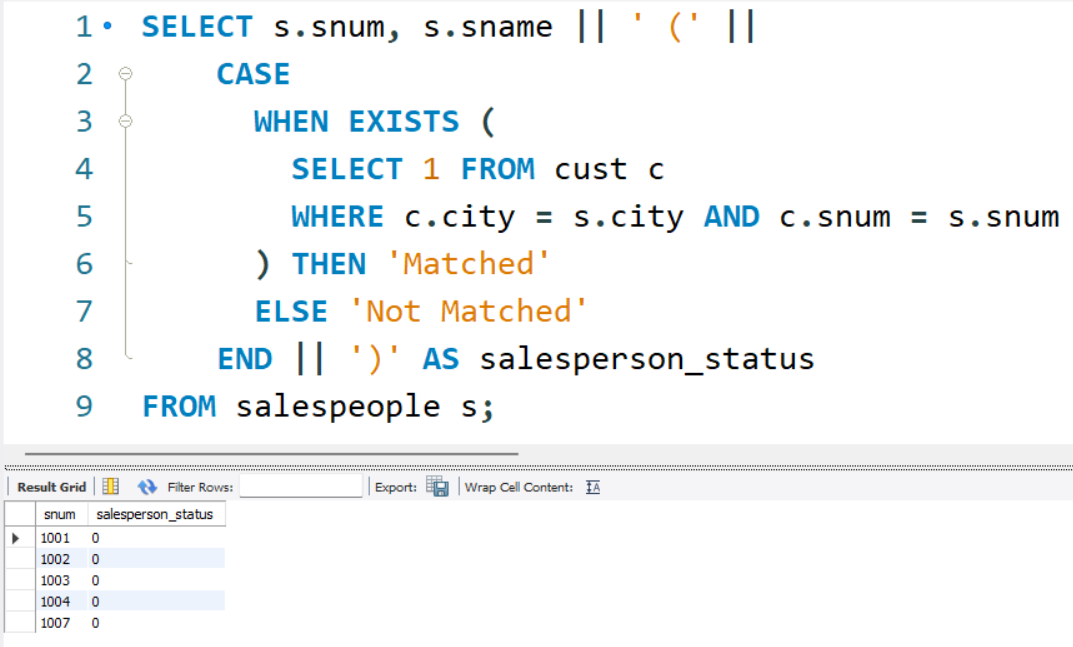 1 SELECT s.snum, s.sname || ' (' ||
2 CASE
3 WHEN EXISTS (
4 SELECT 1 FROM cust c
5 WHERE c.city = s.city AND c.snum = s.snum
6 ) THEN 'Matched'
7 ELSE 'Not Matched'
8 END || ')' AS salesperson_status
9 FROM salespeople s;
Result Grid Filter Rows: Export: Wrap Cell Content: IA
snum salesperson_status
1001 0
1002 0
1003 0
1004 0
1007 0